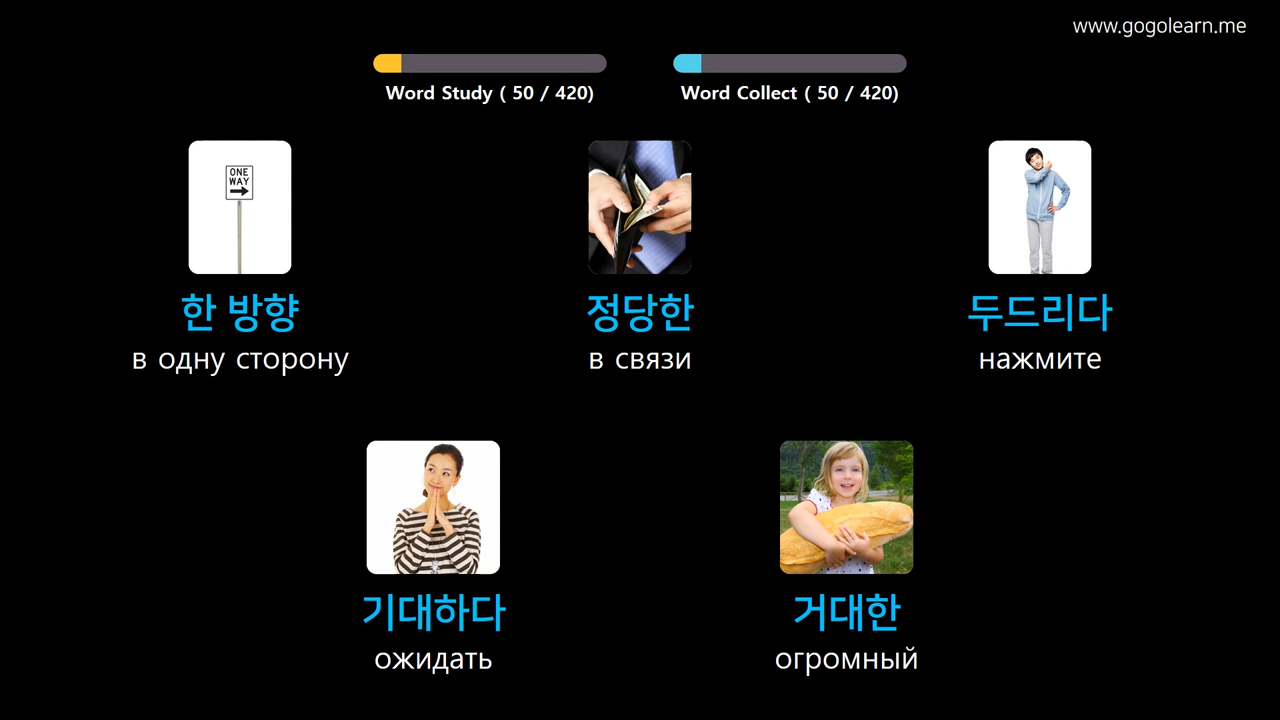 www.gogolearn.me
Word Study ( 50 / 420)
Word Collect ( 50 / 420)
ONE
WAY
한 방향
в одну сторону
정당한
в связи
두드리다
нажмите
기대하다
ожидать
거대한
огромный